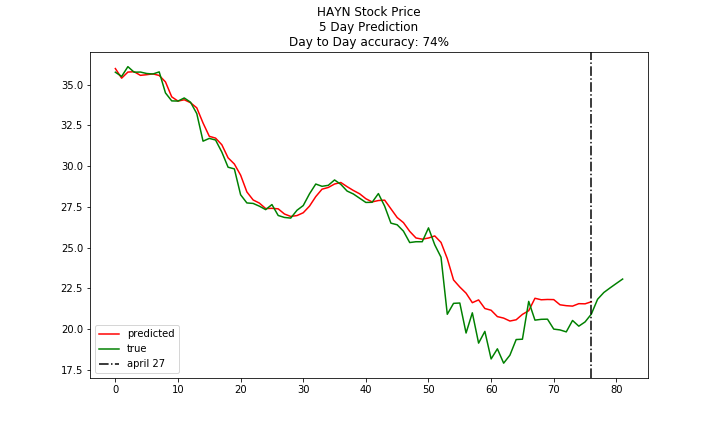 HAYN Stock Price
5 Day Prediction
Day to Day accuracy: 74%
35.0
32.5
30.0
27.5
25.0
22.5
20.0
17.5
predicted
true
april 27
0 10 20 30 40 50 60 70 80